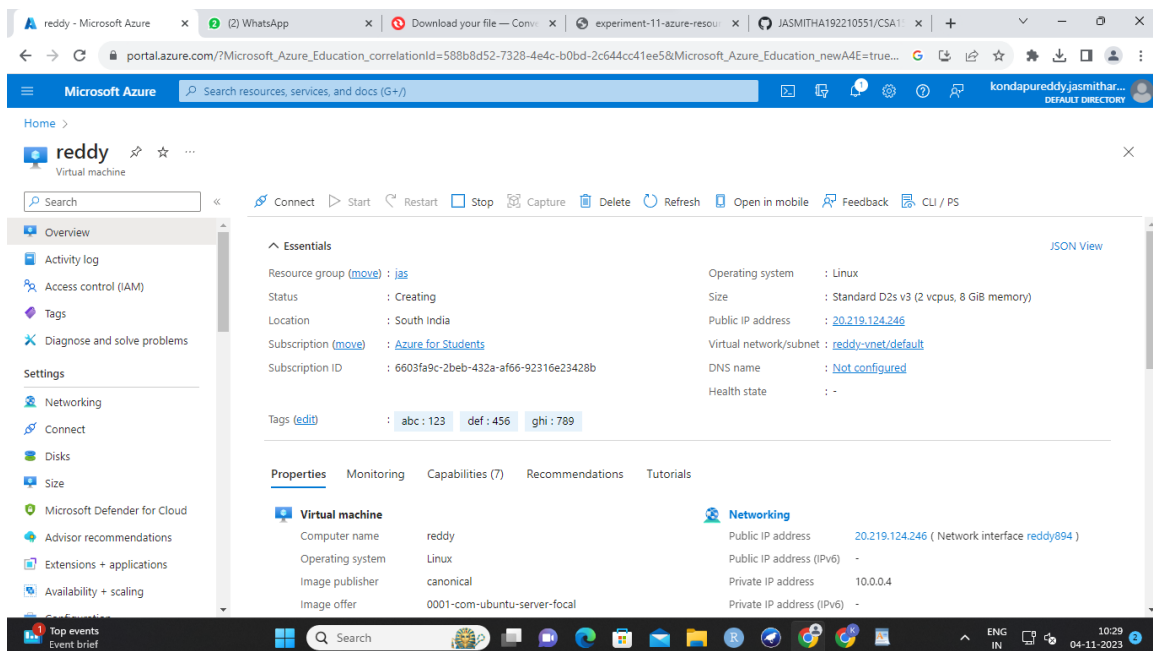 reddy - Microsoft Azure
(2) WhatsApp
Download your file — Conv
experiment-11-azure-resour
JASMITHA192210551/CSA15
portal.azure.com/?Microsoft_Azure_Education_correlationId=588b8d52-7328-4e4c-b0bd-2c644cc41ee5&Microsoft_Azure_Education_newA4E=true...
Microsoft Azure
Search resources, services, and docs (G+/)
1
kondapureddy.jasmithar...
DEFAULT DIRECTORY
Home >
reddy
Virtual machine
Search
Connect Start Restart Stop Capture Delete Refresh Open in mobile Feedback CLI / PS
Overview
Activity log
Access control (IAM)
Tags
Diagnose and solve problems
Settings
Networking
Connect
Disks
Size
Microsoft Defender for Cloud
Advisor recommendations
Extensions + applications
Availability + scaling
Configuration
Essentials
JSON View
Resource group (move) : jas
Status : Creating
Location : South India
Subscription (move) : Azure for Students
Subscription ID : 6603fa9c-2beb-432a-af66-92316e23428b
Operating system : Linux
Size : Standard D2s v3 (2 vcpus, 8 GiB memory)
Public IP address : 20.219.124.246
Virtual network/subnet : reddy-vnet/default
DNS name : Not configured
Health state : -
Tags (edit) : abc : 123 def : 456 ghi : 789
Properties Monitoring Capabilities (7) Recommendations Tutorials
Virtual machine
Computer name reddy
Operating system Linux
Image publisher canonical
Image offer 0001-com-ubuntu-server-focal
Networking
Public IP address 20.219.124.246 ( Network interface reddy894 )
Public IP address (IPv6) -
Private IP address 10.0.0.4
Private IP address (IPv6) -
1
Top events
Event brief
Search
ENG
IN
10:29
04-11-2023
2